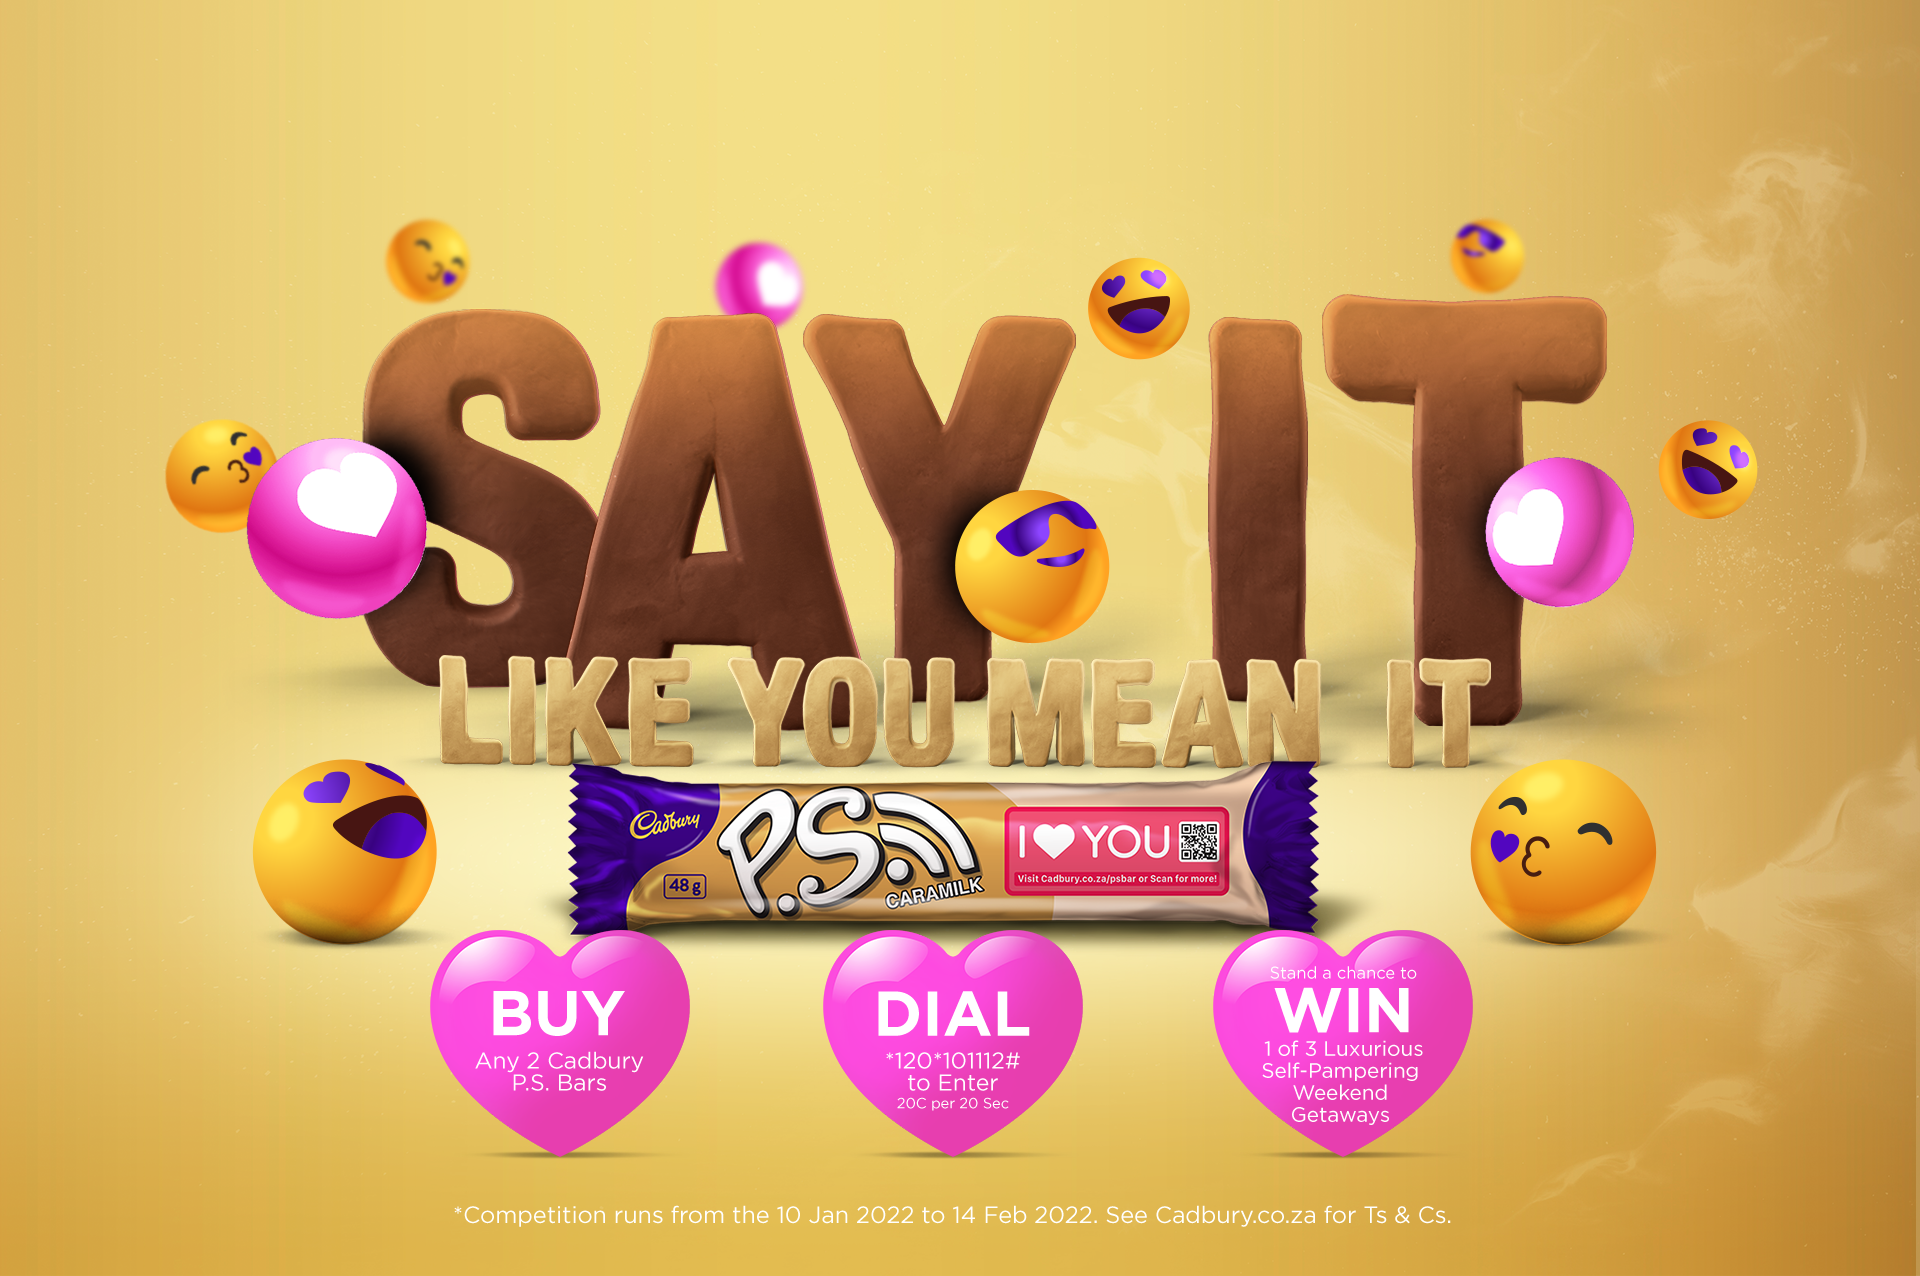 SAY IT
LIKE YOU MEAN IT
Cadbury
P.S.
CARAMILK
48 g
I ♥ YOU
Visit Cadbury.co.za/psbar or Scan for more!
BUY
Any 2 Cadbury
P.S. Bars
DIAL
*120*101112#
to Enter
20C per 20 Sec
Stand a chance to
WIN
1 of 3 Luxurious
Self-Pampering
Weekend
Getaways
*Competition runs from the 10 Jan 2022 to 14 Feb 2022. See Cadbury.co.za for Ts & Cs.